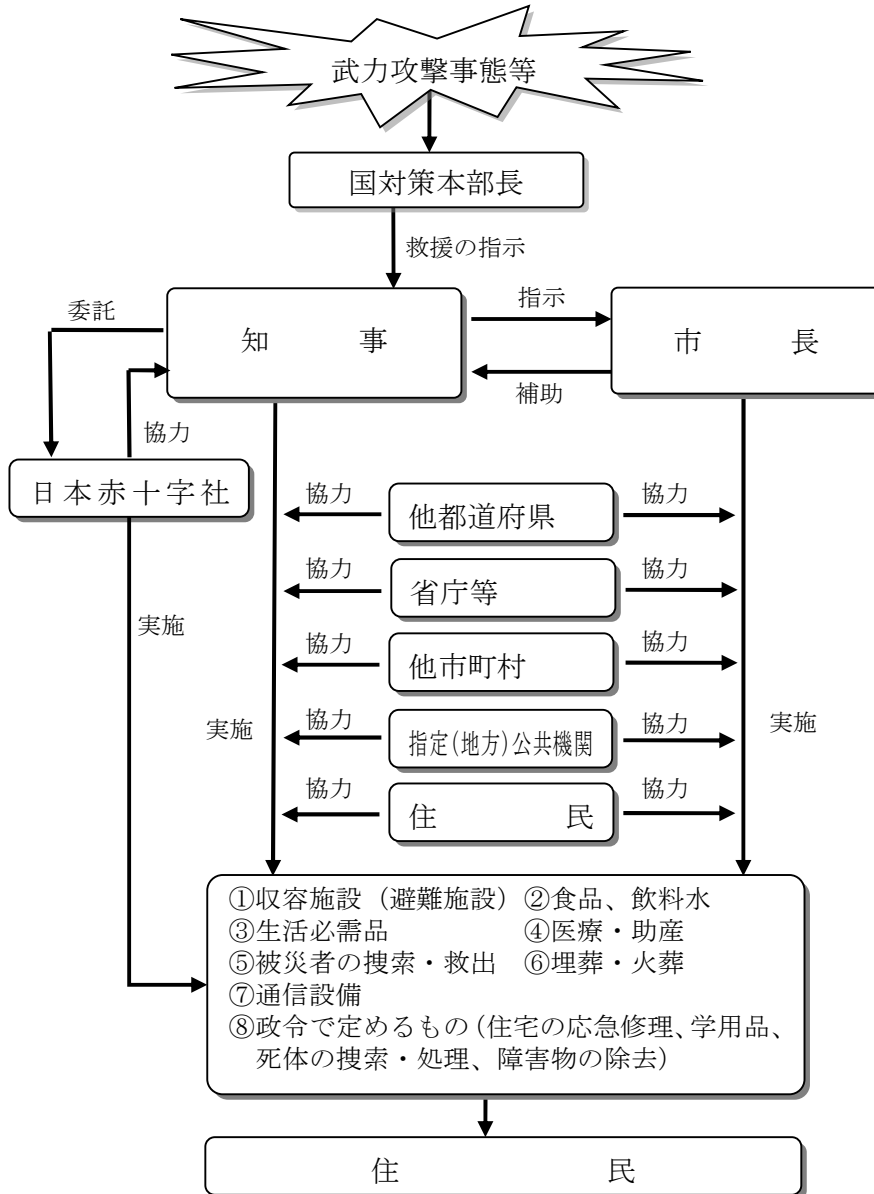 武力攻撃事態等
国対策本部長
救援の指示
委託
知　　　事
指示
市　　　長
補助
協力
日本赤十字社
協力
他都道府県
協力
協力
省庁等
協力
実施
協力
他市町村
協力
実施
協力
指定(地方)公共機関
協力
実施
協力
住　　　　民
協力
①収容施設（避難施設）②食品、飲料水
③生活必需品　　　　　④医療・助産
⑤被災者の捜索・救出　⑥埋葬・火葬
⑦通信設備
⑧政令で定めるもの(住宅の応急修理、学用品、
死体の捜索・処理、障害物の除去)
住　　　　　　　民